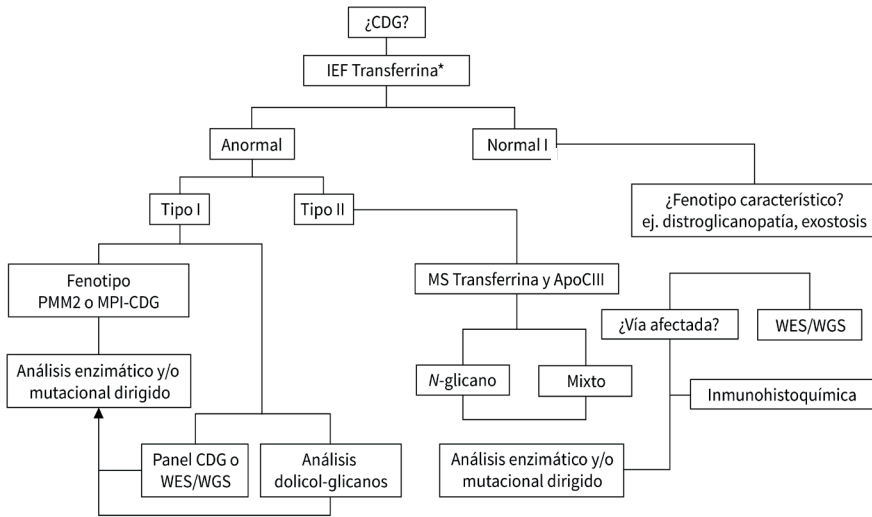 ¿CDG?
IEF Transferrina*
Anormal
Normal I
¿Fenotipo característico?
ej. distroglicanopatía, exostosis
Tipo I
Tipo II
Fenotipo
PMM2 o MPI-CDG
MS Transferrina y ApoCIII
¿Vía afectada?
WES/WGS
Análisis enzimático y/o
mutacional dirigido
N-glicano
Mixto
Inmunohistoquímica
Panel CDG o
WES/WGS
Análisis
dolicol-glicanos
Análisis enzimático y/o
mutacional dirigido